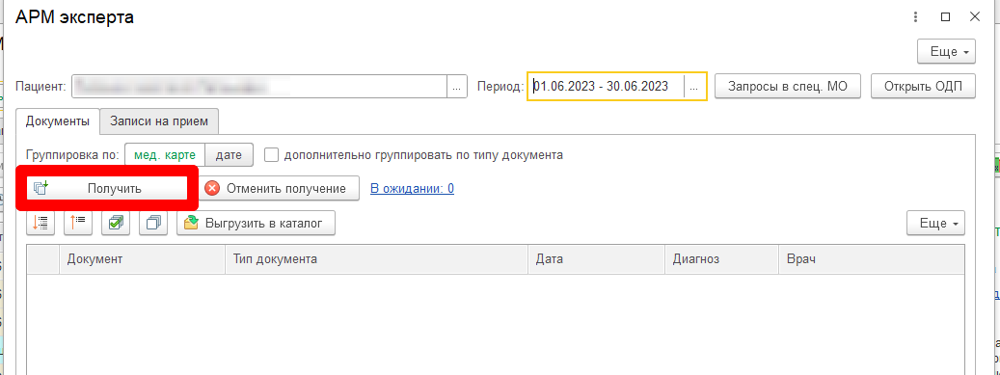 АРМ эксперта
Еще
Пациент: ... Период: 01.06.2023 - 30.06.2023 ... Запросы в спец. МО Открыть ОДП
Документы Записи на прием
Группировка по: мед. карте дате дополнительно группировать по типу документа
Получить Отменить получение В ожидании: 0
Выгрузить в каталог Еще
Документ Тип документа Дата Диагноз Врач